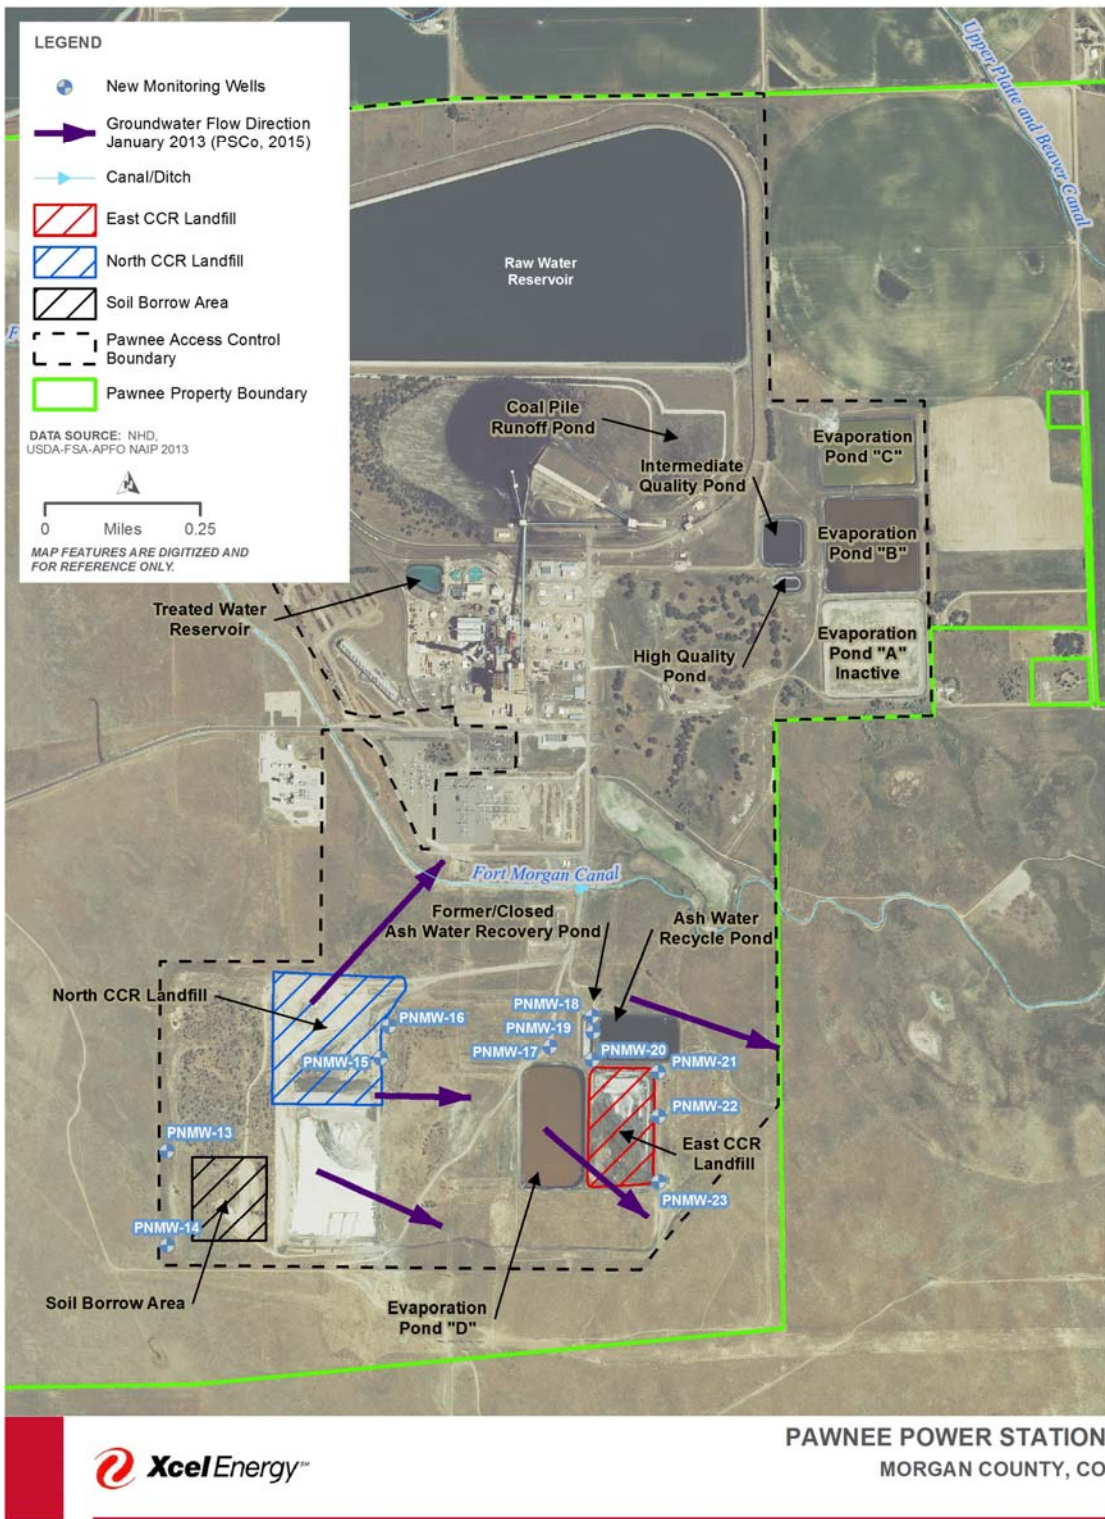 LEGEND
New Monitoring Wells
Groundwater Flow Direction
January 2013 (PSCo, 2015)
Canal/Ditch
East CCR Landfill
North CCR Landfill
Soil Borrow Area
Pawnee Access Control
Boundary
Pawnee Property Boundary
DATA SOURCE: NHD,
USDA-FSA-APFO NAIP 2013
0 Miles 0.25
MAP FEATURES ARE DIGITIZED AND
FOR REFERENCE ONLY.
Upper Platte and Beaver Canal
Raw Water
Reservoir
Coal Pile
Runoff Pond
Intermediate
Quality Pond
Evaporation
Pond "C"
Evaporation
Pond "B"
Treated Water
Reservoir
High Quality
Pond
Evaporation
Pond "A"
Inactive
Fort Morgan Canal
Former/Closed
Ash Water Recovery Pond
Ash Water
Recycle Pond
North CCR Landfill
PNMW-18
PNMW-16
PNMW-19
PNMW-17
PNMW-20
PNMW-15
PNMW-21
PNMW-22
PNMW-13
East CCR
Landfill
PNMW-23
PNMW-14
Soil Borrow Area
Evaporation
Pond "D"
Xcel Energy℠
PAWNEE POWER STATION
MORGAN COUNTY, CO